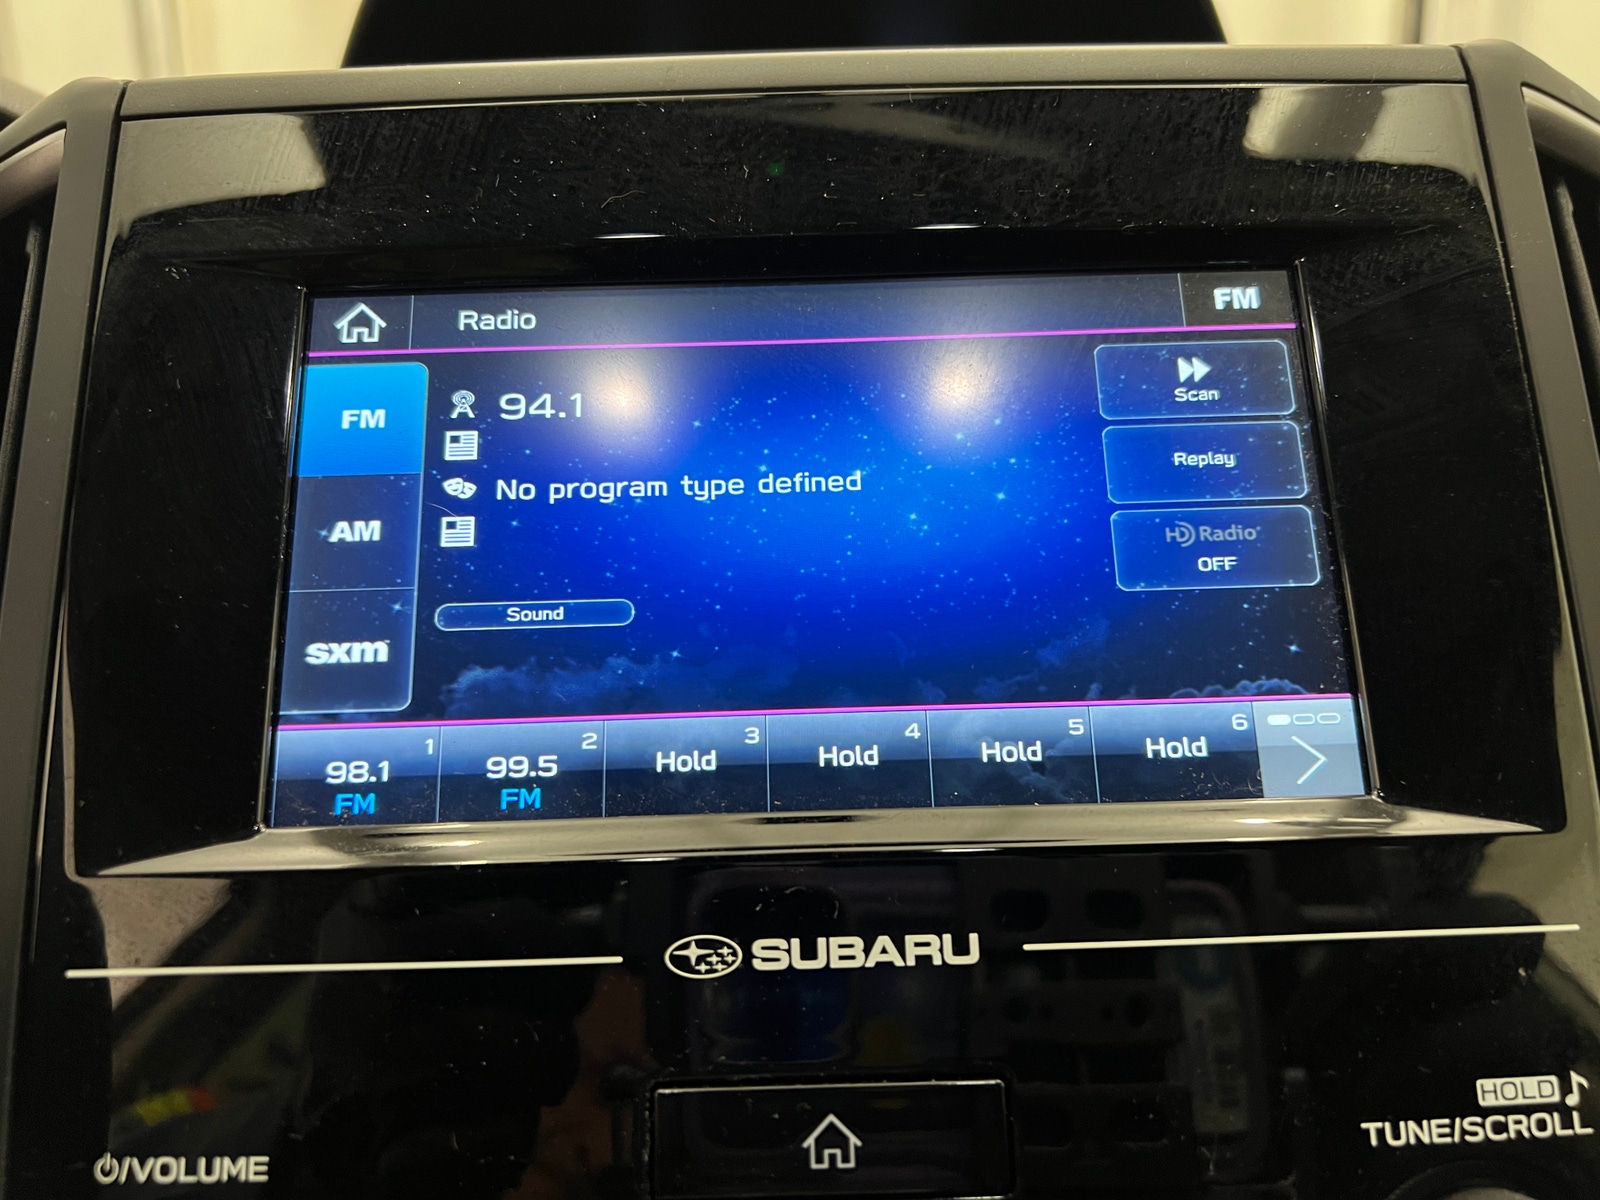 Radio
FM
FM
94.1
Scan
Replay
No program type defined
AM
HD Radio
OFF
Sound
sxm
1
98.1
FM
2
99.5
FM
3
Hold
4
Hold
5
Hold
6
Hold
SUBARU
HOLD
TUNE/SCROLL
/VOLUME